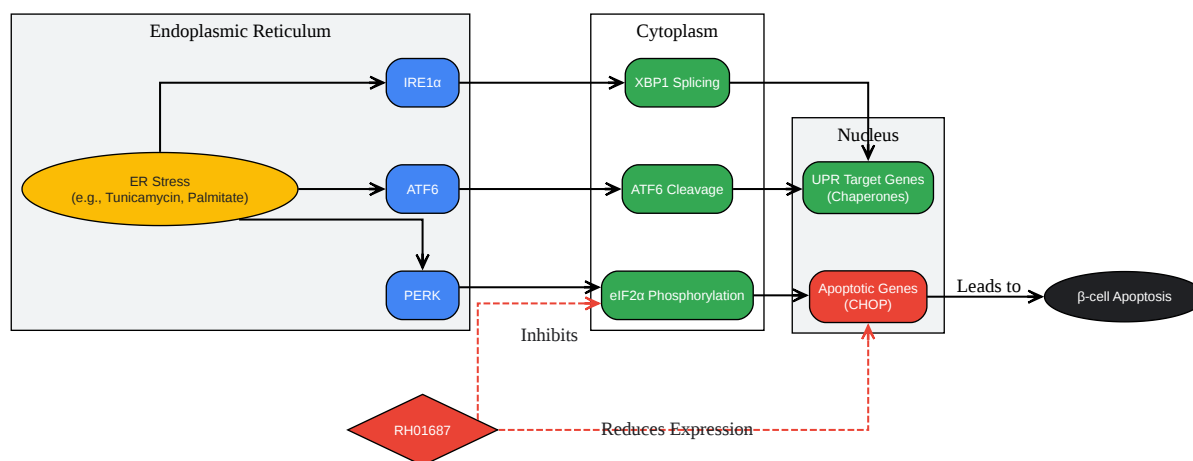 Endoplasmic Reticulum
Cytoplasm
IRE1α
XBP1 Splicing
Nucleus
ER Stress
(e.g., Tunicamycin, Palmitate)
ATF6
ATF6 Cleavage
UPR Target Genes
(Chaperones)
PERK
eIF2α Phosphorylation
Apoptotic Genes
(CHOP)
Leads to
β-cell Apoptosis
Inhibits
RH01687
Reduces Expression